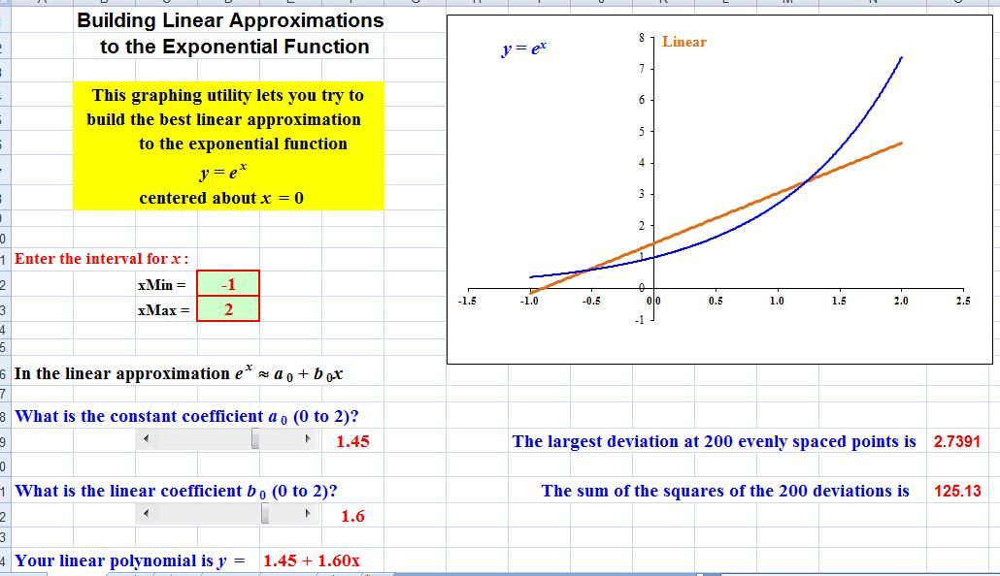 Building Linear Approximations
to the Exponential Function
This graphing utility lets you try to
build the best linear approximation
to the exponential function
y = e^x
centered about x = 0
Enter the interval for x :
xMin = -1
xMax = 2
In the linear approximation e^x ≈ a₀ + b₀x
What is the constant coefficient a₀ (0 to 2)?
1.45
What is the linear coefficient b₀ (0 to 2)?
1.6
Your linear polynomial is y = 1.45 + 1.60x
y = e^x
Linear
8
7
6
5
4
3
2
1
0
-1
-1.5 -1.0 -0.5 0.0 0.5 1.0 1.5 2.0 2.5
The largest deviation at 200 evenly spaced points is 2.7391
The sum of the squares of the 200 deviations is 125.13